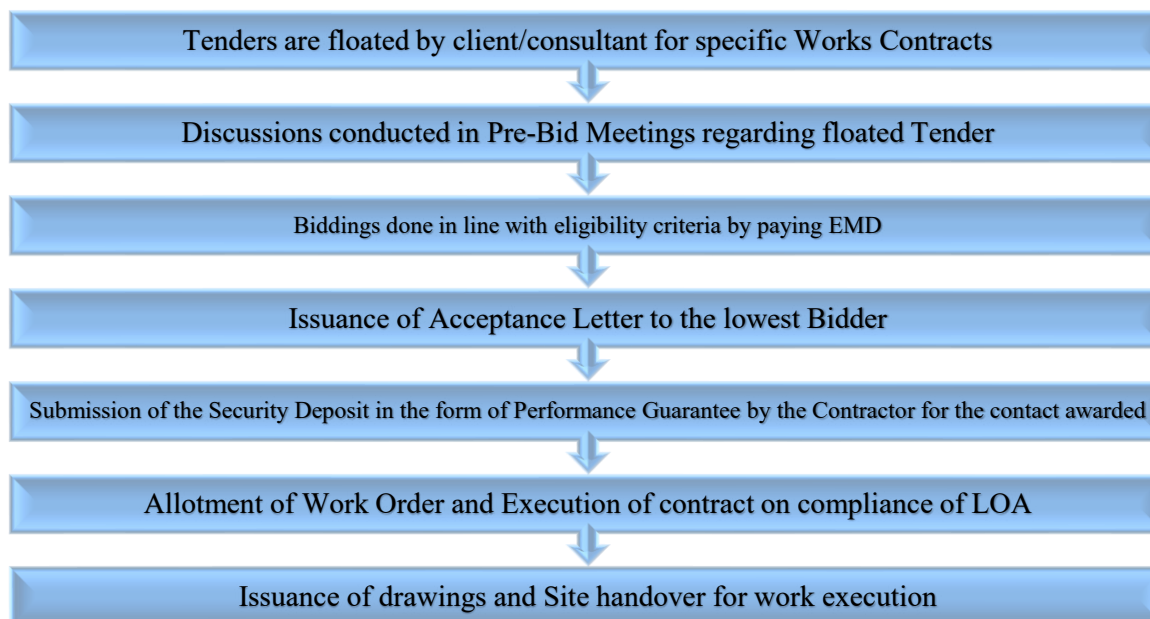 Tenders are floated by client/consultant for specific Works Contracts
Discussions conducted in Pre-Bid Meetings regarding floated Tender
Biddings done in line with eligibility criteria by paying EMD
Issuance of Acceptance Letter to the lowest Bidder
Submission of the Security Deposit in the form of Performance Guarantee by the Contractor for the contact awarded
Allotment of Work Order and Execution of contract on compliance of LOA
Issuance of drawings and Site handover for work execution